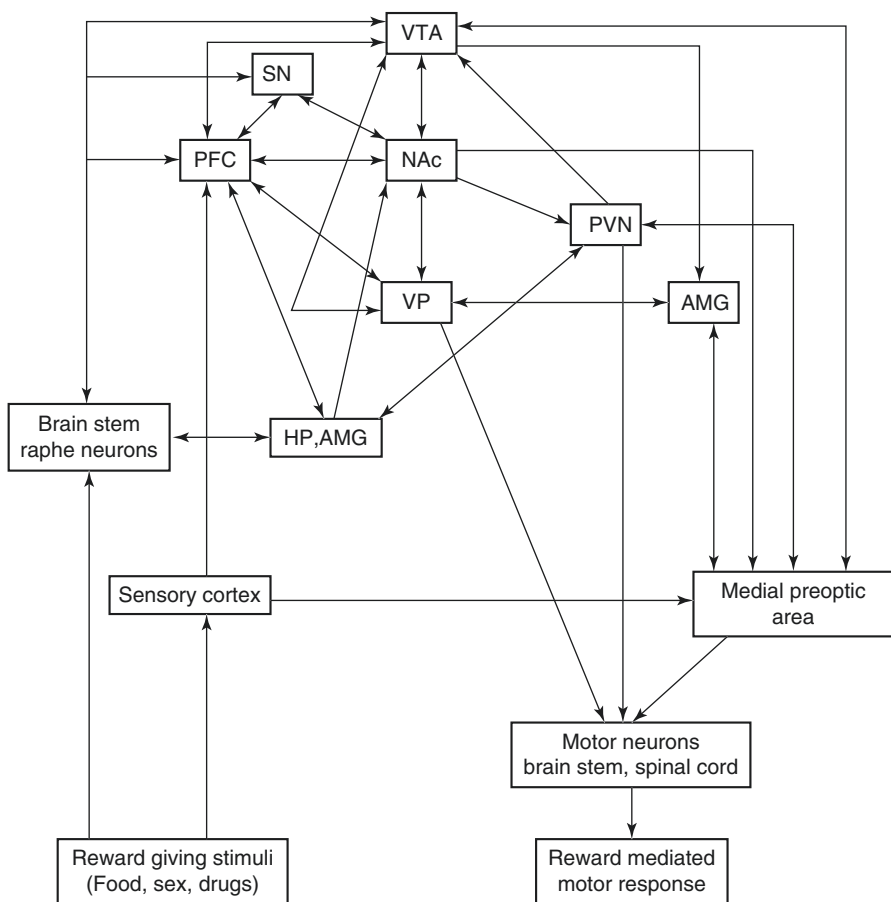 VTA
SN
PFC
NAc
PVN
VP
AMG
Brain stem
raphe neurons
HP,AMG
Sensory cortex
Medial preoptic
area
Motor neurons
brain stem, spinal cord
Reward giving stimuli
(Food, sex, drugs)
Reward mediated
motor response